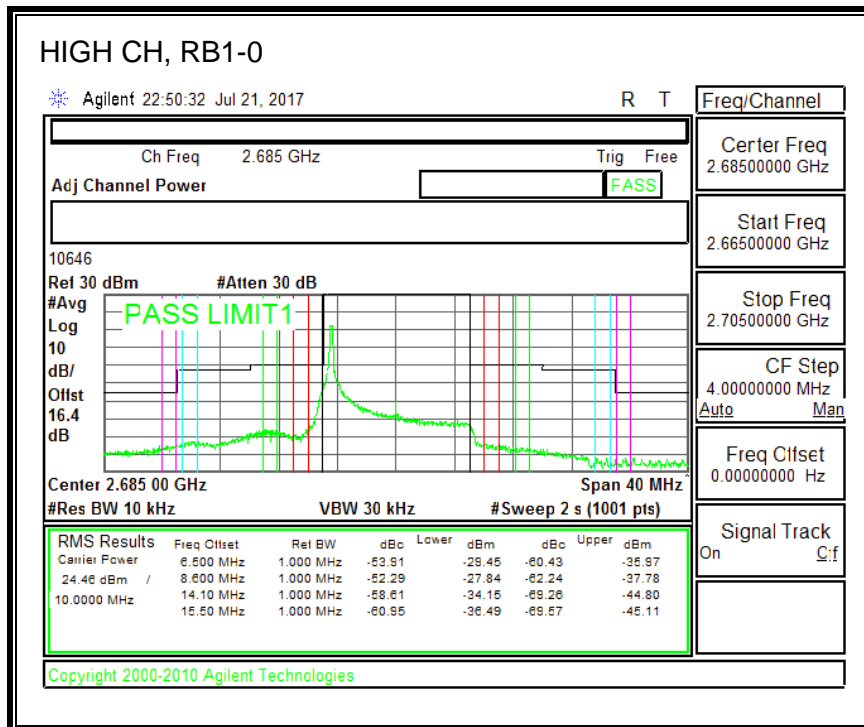 HIGH CH, RB1-0
Agilent 22:50:32 Jul 21, 2017 R T
Freq/Channel
Ch Freq 2.685 GHz Trig Free
Adj Channel Power PASS
10646
Ref 30 dBm #Atten 30 dB
#Avg
Log
10
dB/
Offst
16.4
dB
PASS LIMIT1
Center 2.685 00 GHz Span 40 MHz
#Res BW 10 kHz VBW 30 kHz #Sweep 2 s (1001 pts)
RMS Results Freq Offset Ref BW dBc Lower dBm dBc Upper dBm
Carrier Power 6.500 MHz 1.000 MHz -53.91 -29.45 -60.43 -35.97
24.46 dBm / 8.600 MHz 1.000 MHz -52.29 -27.84 -62.24 -37.78
10.0000 MHz 14.10 MHz 1.000 MHz -58.61 -34.15 -69.26 -44.80
15.50 MHz 1.000 MHz -60.95 -36.49 -69.57 -45.11
Copyright 2000-2010 Agilent Technologies
Center Freq
2.68500000 GHz
Start Freq
2.66500000 GHz
Stop Freq
2.70500000 GHz
CF Step
4.00000000 MHz
Auto Man
Freq Offset
0.00000000 Hz
Signal Track
On Off